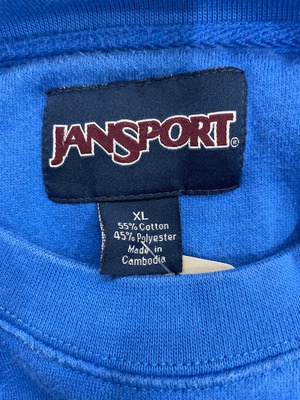 JANSPORT®
XL
55% Cotton
45% Polyester
Made in
Cambodia